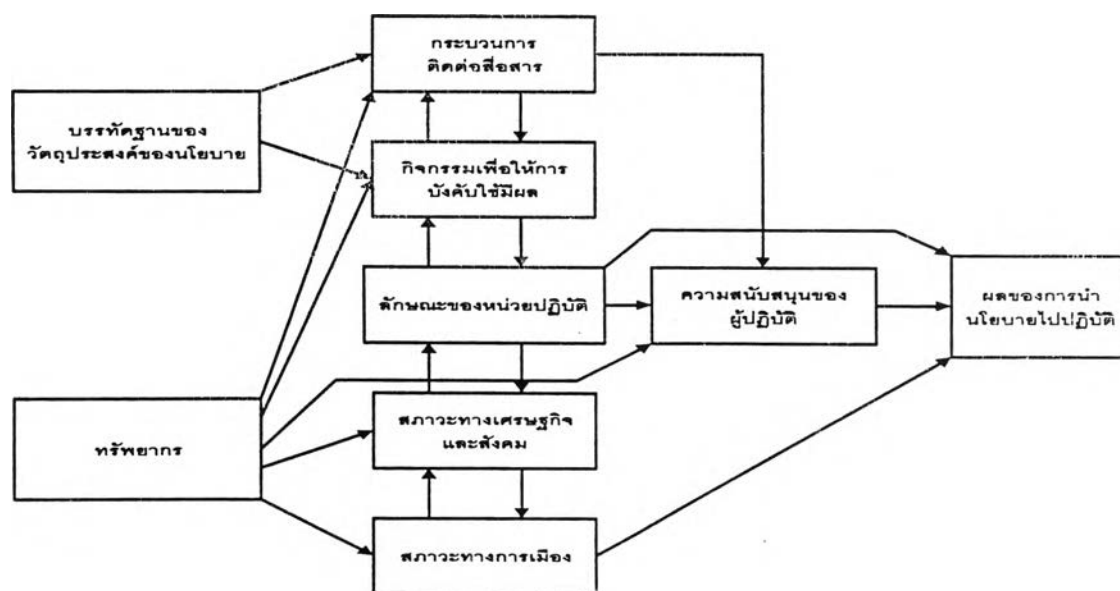 กระบวนการ
ติดต่อสื่อสาร
บรรทัดฐานของ
วัตถุประสงค์ของนโยบาย
กิจกรรมเพื่อให้การ
บังคับใช้มีผล
ลักษณะของหน่วยปฏิบัติ
ความสนับสนุนของ
ผู้ปฏิบัติ
ผลของการนำ
นโยบายไปปฏิบัติ
ทรัพยากร
สภาวะทางเศรษฐกิจ
และสังคม
สภาวะทางการเมือง